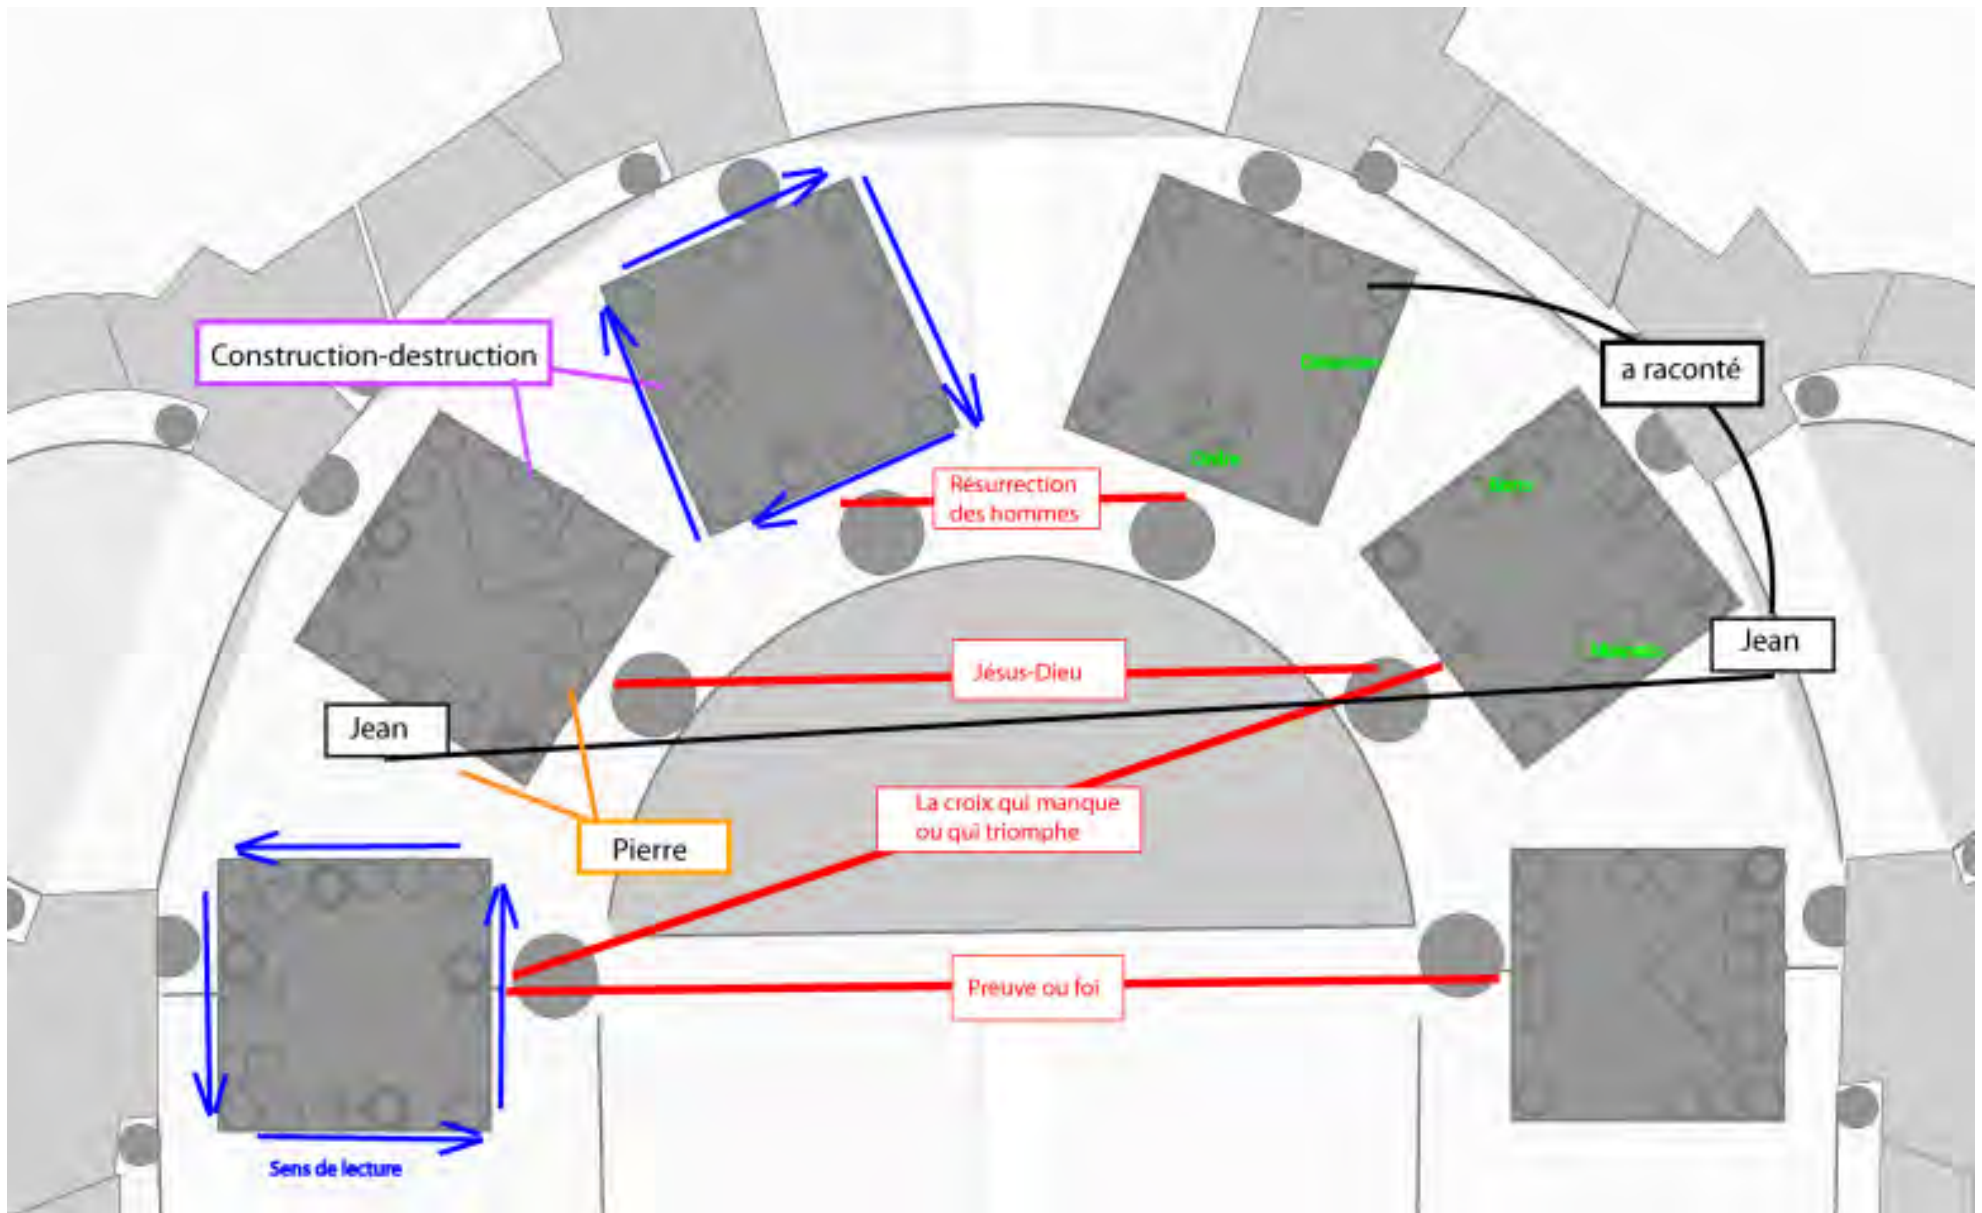 Construction-destruction
a raconté
Résurrection
des hommes
Jean
Jésus-Dieu
Jean
La croix qui manque
ou qui triomphe
Pierre
Preuve ou foi
Sens de lecture